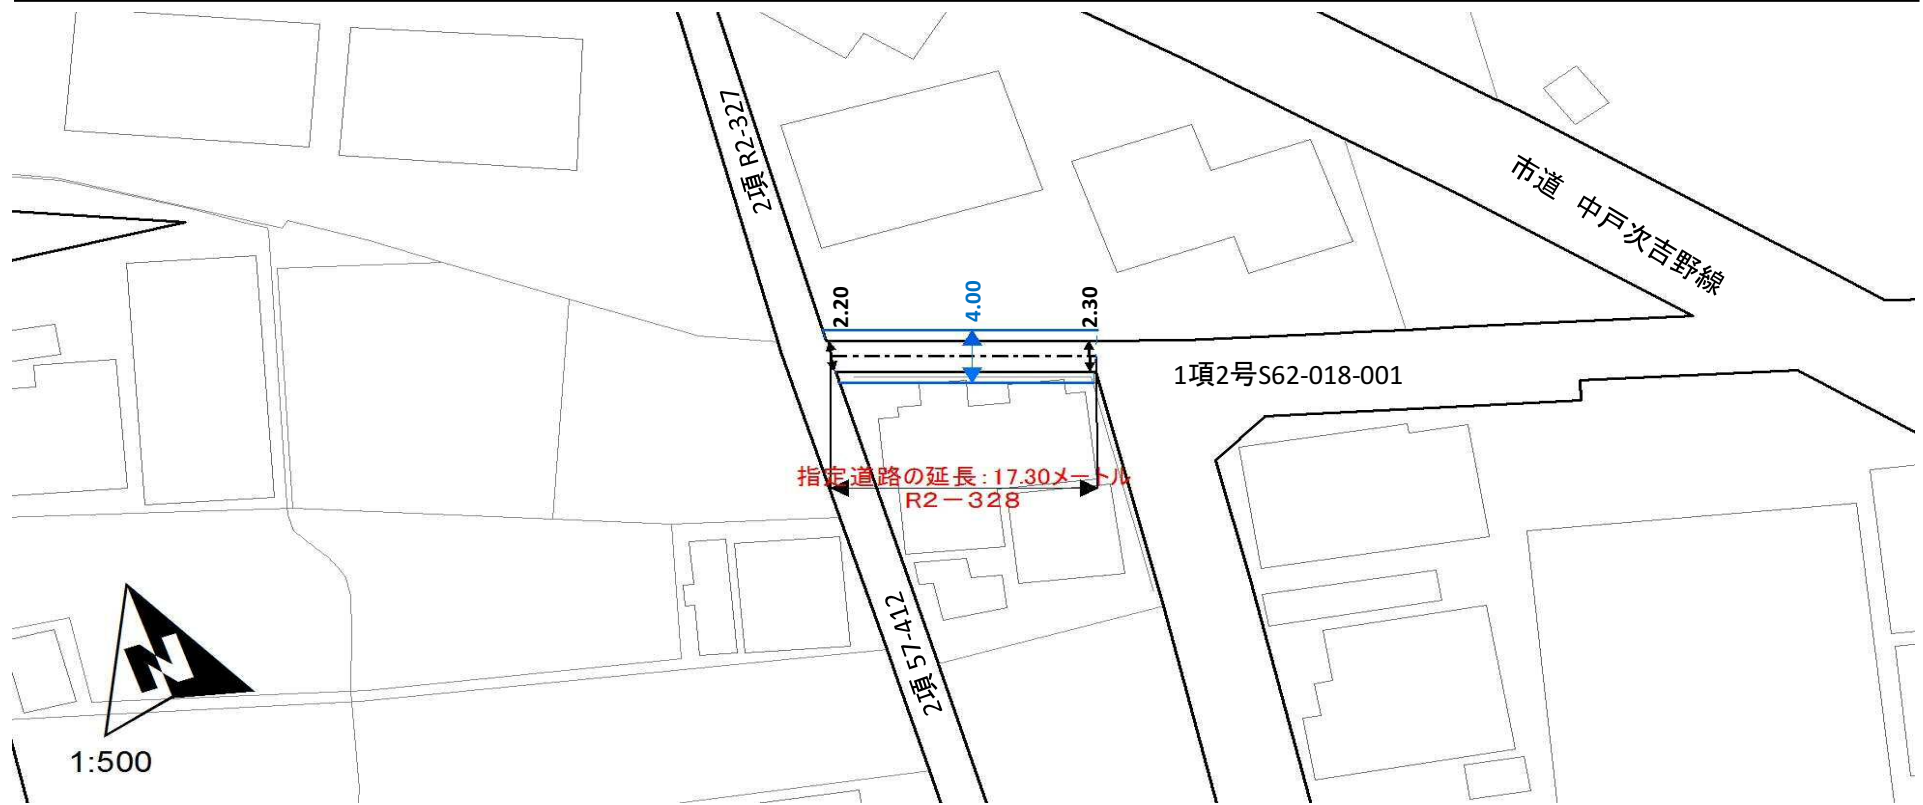 2項 R2-327
市道 中戸次吉野線
2.20
4.00
2.30
1項2号S62-018-001
指定道路の延長:17.30メートル
R2-328
2項 57-412
N
1:500